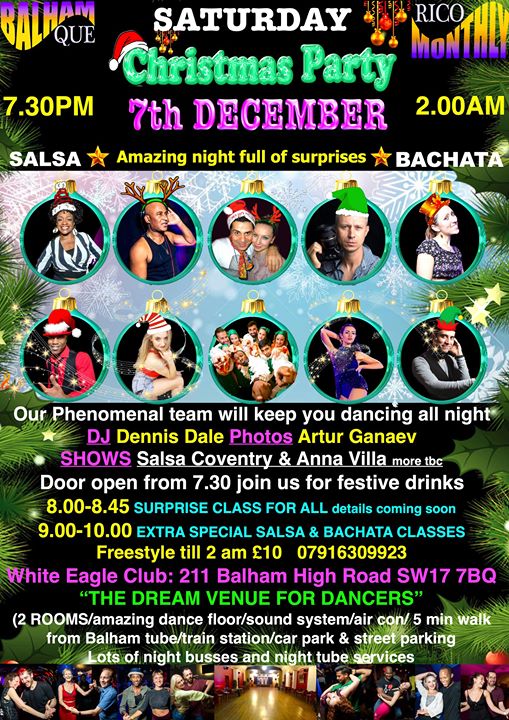 BALHAM
QUE
SATURDAY
RICO
MONTHLY
Christmas Party
7.30PM
7th DECEMBER
2.00AM
SALSA Amazing night full of surprises BACHATA
Our Phenomenal team will keep you dancing all night
DJ Dennis Dale Photos Artur Ganaev
SHOWS Salsa Coventry & Anna Villa more tbc
Door open from 7.30 join us for festive drinks
8.00-8.45 SURPRISE CLASS FOR ALL details coming soon
9.00-10.00 EXTRA SPECIAL SALSA & BACHATA CLASSES
Freestyle till 2 am £10 07916309923
White Eagle Club: 211 Balham High Road SW17 7BQ
“THE DREAM VENUE FOR DANCERS”
(2 ROOMS/amazing dance floor/sound system/air con/ 5 min walk
from Balham tube/train station/car park & street parking
Lots of night busses and night tube services